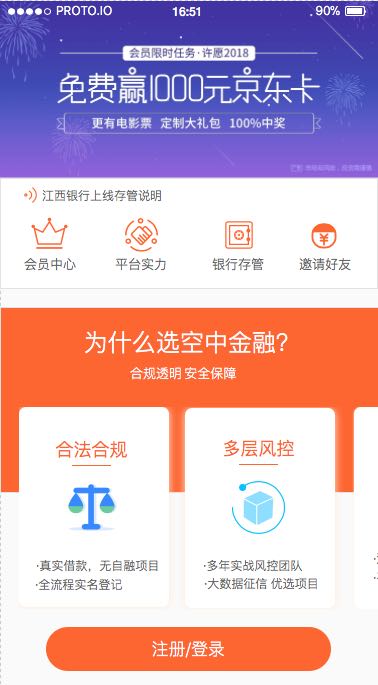 PROTO.IO 16:51 90%
会员限时任务·许愿2018
免费赢1000元京东卡
更有电影票 定制大礼包 100%中奖
江西银行上线存管说明
会员中心 平台实力 银行存管 邀请好友
为什么选空中金融?
合规透明 安全保障
合法合规
·真实借款，无自融项目
·全流程实名登记
多层风控
·多年实战风控团队
·大数据征信 优选项目
注册/登录